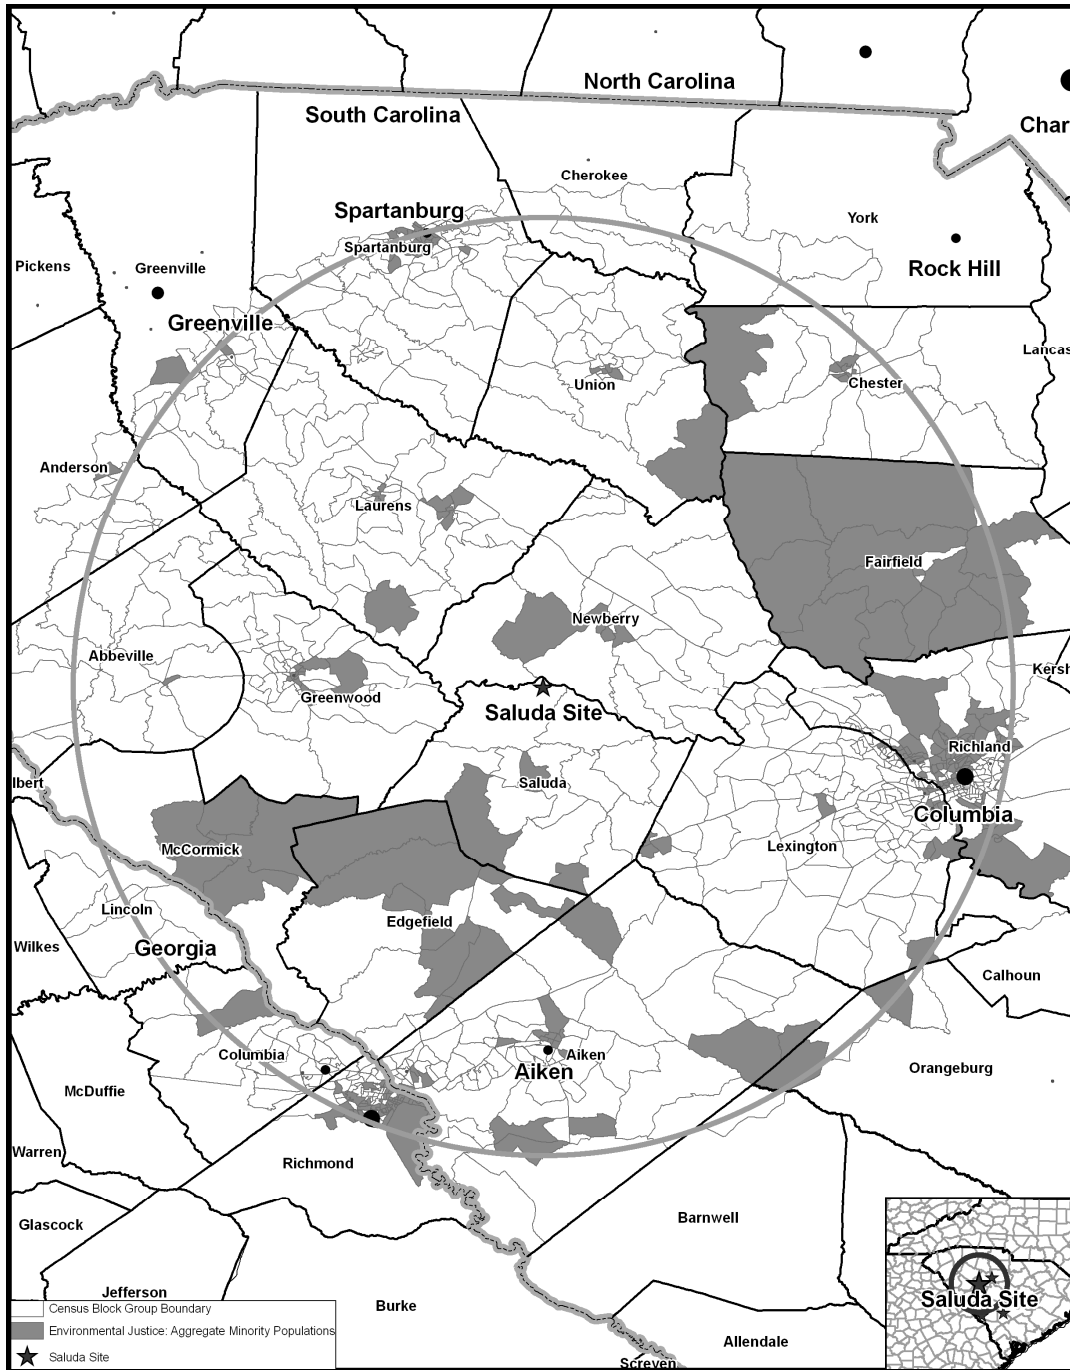 North Carolina
South Carolina
Char
Cherokee
Spartanburg
York
Spartanburg
Pickens
Greenville
Rock Hill
Greenville
Lancas
Union
Chester
Anderson
Laurens
Fairfield
Newberry
Abbeville
Kersh
Greenwood
Saluda Site
Richland
lbert
Saluda
Columbia
McCormick
Lexington
Lincoln
Edgefield
Wilkes
Georgia
Calhoun
Columbia
Aiken
Aiken
Orangeburg
McDuffie
Warren
Richmond
Barnwell
Glascock
Jefferson
Burke
Saluda Site
Census Block Group Boundary
Environmental Justice: Aggregate Minority Populations
Allendale
Saluda Site
Screven